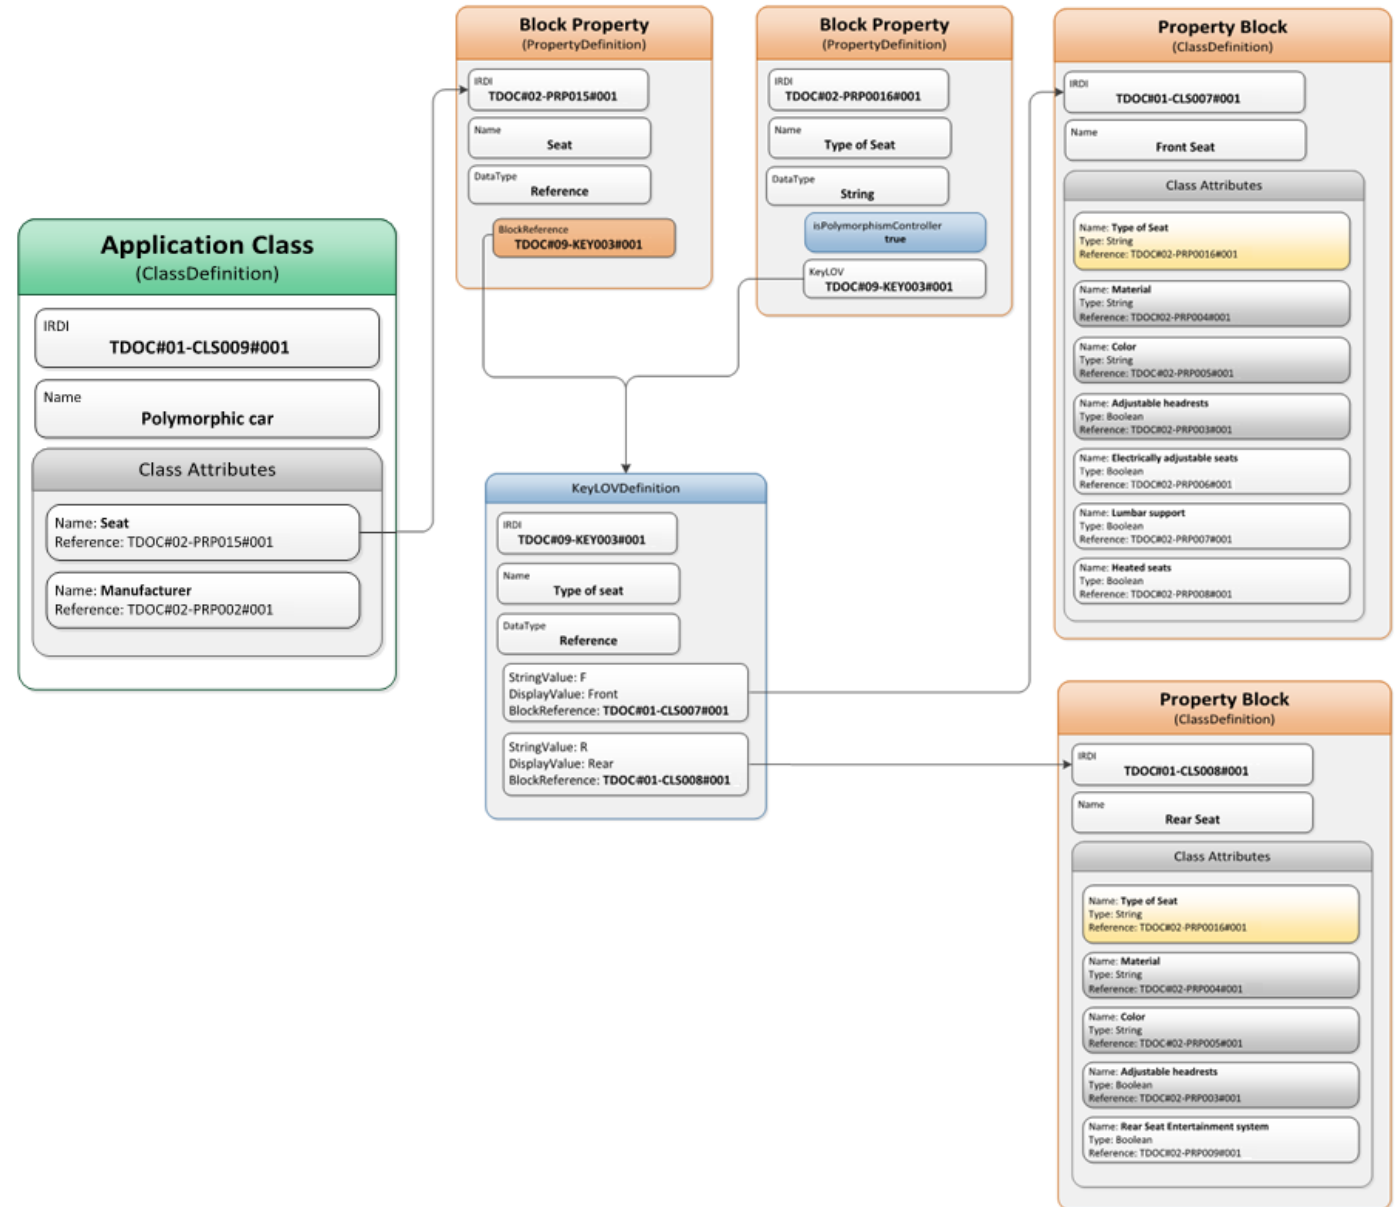 Application Class
(ClassDefinition)
IRDI
TDOC#01-CLS009#001
Name
Polymorphic car
Class Attributes
Name: Seat
Reference: TDOC#02-PRP015#001
Name: Manufacturer
Reference: TDOC#02-PRP002#001
Block Property
(PropertyDefinition)
IRDI
TDOC#02-PRP015#001
Name
Seat
DataType
Reference
BlockReference
TDOC#09-KEY003#001
Block Property
(PropertyDefinition)
IRDI
TDOC#02-PRP0016#001
Name
Type of Seat
DataType
String
isPolymorphismController
true
KeyLOV
TDOC#09-KEY003#001
KeyLOVDefinition
IRDI
TDOC#09-KEY003#001
Name
Type of seat
DataType
Reference
StringValue: F
DisplayValue: Front
BlockReference: TDOC#01-CLS007#001
StringValue: R
DisplayValue: Rear
BlockReference: TDOC#01-CLS008#001
Property Block
(ClassDefinition)
IRDI
TDOC#01-CLS007#001
Name
Front Seat
Class Attributes
Name: Type of Seat
Type: String
Reference: TDOC#02-PRP0016#001
Name: Material
Type: String
Reference: TDOC#02-PRP004#001
Name: Color
Type: String
Reference: TDOC#02-PRP005#001
Name: Adjustable headrests
Type: Boolean
Reference: TDOC#02-PRP003#001
Name: Electrically adjustable seats
Type: Boolean
Reference: TDOC#02-PRP006#001
Name: Lumbar support
Type: Boolean
Reference: TDOC#02-PRP007#001
Name: Heated seats
Type: Boolean
Reference: TDOC#02-PRP008#001
Property Block
(ClassDefinition)
IRDI
TDOC#01-CLS008#001
Name
Rear Seat
Class Attributes
Name: Type of Seat
Type: String
Reference: TDOC#02-PRP0016#001
Name: Material
Type: String
Reference: TDOC#02-PRP004#001
Name: Color
Type: String
Reference: TDOC#02-PRP005#001
Name: Adjustable headrests
Type: Boolean
Reference: TDOC#02-PRP003#001
Name: Rear Seat Entertainment system
Type: Boolean
Reference: TDOC#02-PRP009#001